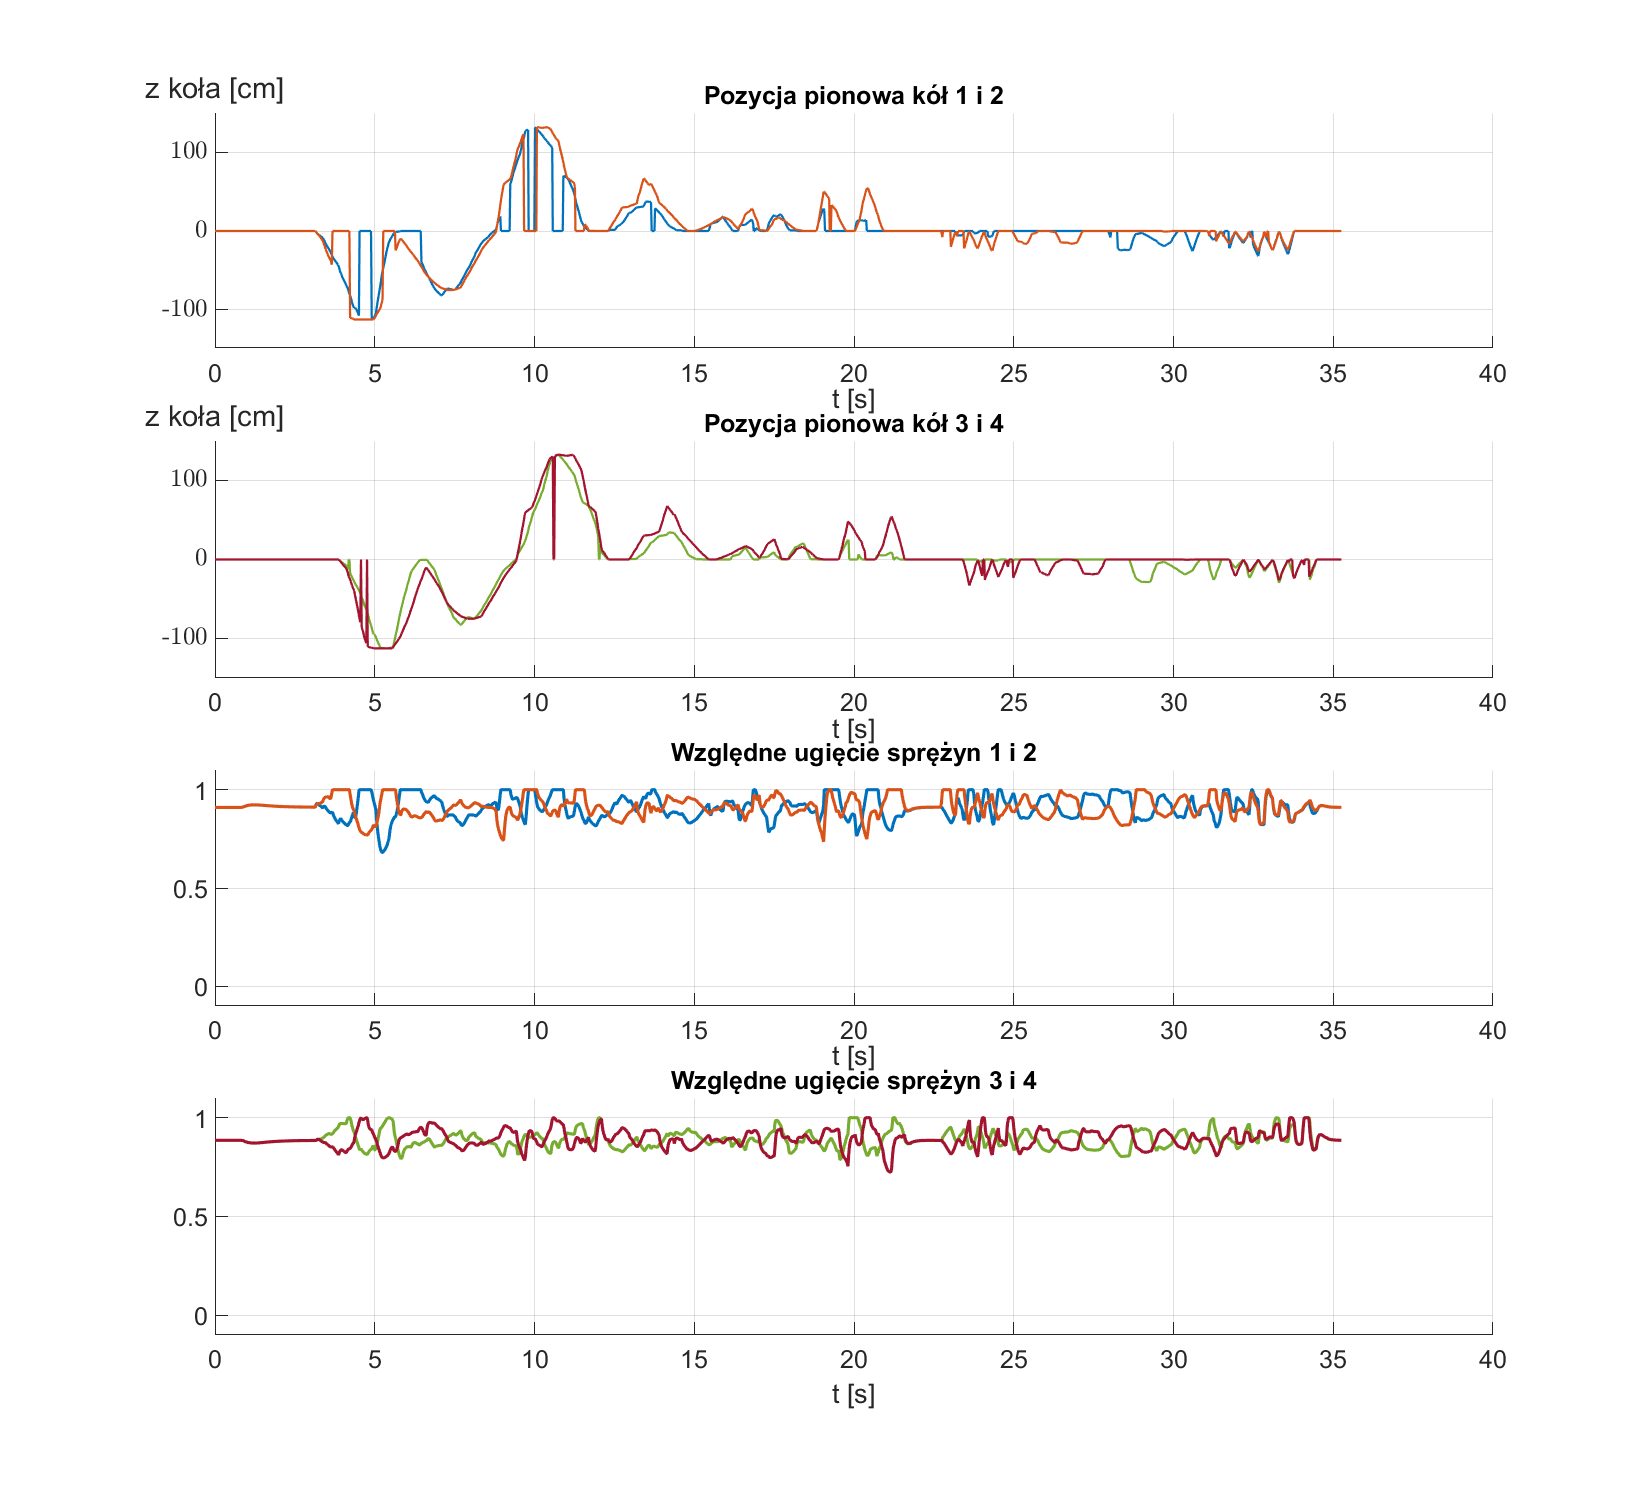 z koła [cm]
Pozycja pionowa kół 1 i 2
100
0
-100
0 5 10 15 20 25 30 35 40
t [s]
z koła [cm]
Pozycja pionowa kół 3 i 4
100
0
-100
0 5 10 15 20 25 30 35 40
t [s]
Względne ugięcie sprężyn 1 i 2
1
0.5
0
0 5 10 15 20 25 30 35 40
t [s]
Względne ugięcie sprężyn 3 i 4
1
0.5
0
0 5 10 15 20 25 30 35 40
t [s]